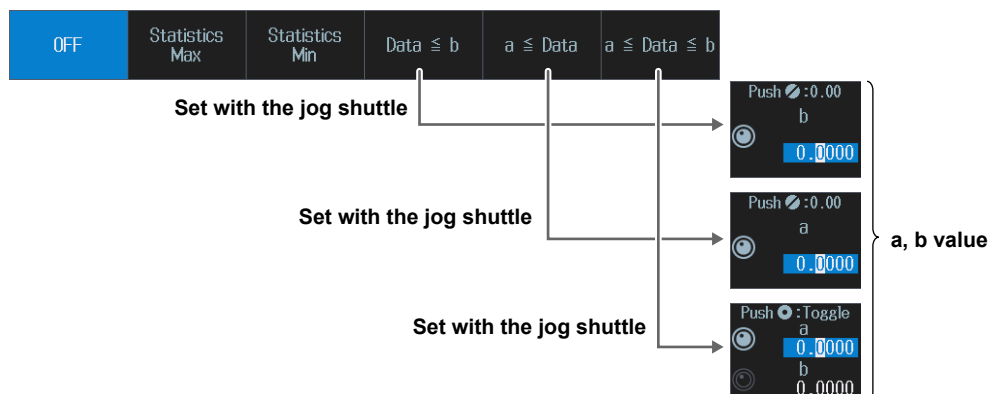 OFF
Statistics
Max
Statistics
Min
Data ≦ b
a ≦ Data
a ≦ Data ≦ b
Set with the jog shuttle
Push :0.00
b
0.0000
Set with the jog shuttle
Push :0.00
a
0.0000
a, b value
Set with the jog shuttle
Push :Toggle
a
0.0000
b
0.0000